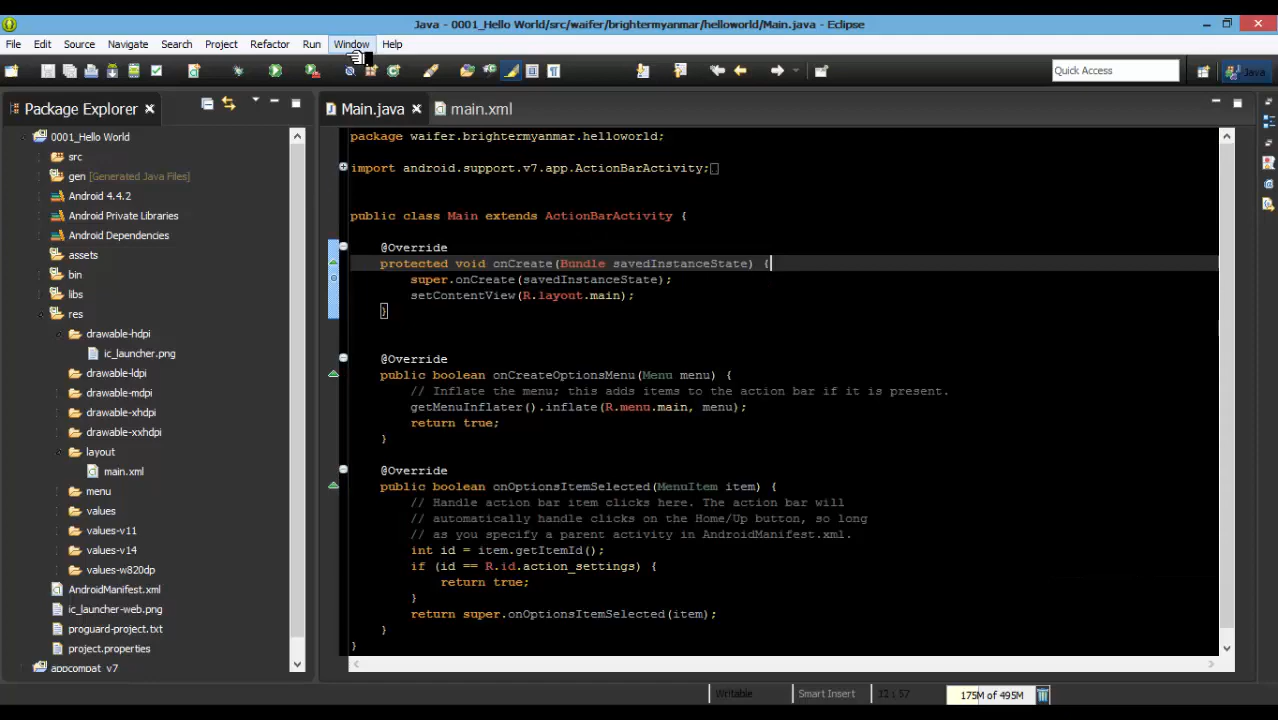 Java - 0001_Hello World/src/waifer/brightermyanmar/helloworld/Main.java - Eclipse
File Edit Source Navigate Search Project Refactor Run Window Help
Quick Access
Java
Package Explorer
Main.java
main.xml
0001_Hello World
src
gen [Generated Java Files]
Android 4.4.2
Android Private Libraries
Android Dependencies
assets
bin
libs
res
drawable-hdpi
ic_launcher.png
drawable-ldpi
drawable-mdpi
drawable-xhdpi
drawable-xxhdpi
layout
main.xml
menu
values
values-v11
values-v14
values-w820dp
AndroidManifest.xml
ic_launcher-web.png
proguard-project.txt
project.properties
appcompat_v7
package waifer.brightermyanmar.helloworld;
import android.support.v7.app.ActionBarActivity;
public class Main extends ActionBarActivity {
@Override
protected void onCreate(Bundle savedInstanceState) {
super.onCreate(savedInstanceState);
setContentView(R.layout.main);
}
@Override
public boolean onCreateOptionsMenu(Menu menu) {
// Inflate the menu; this adds items to the action bar if it is present.
getMenuInflater().inflate(R.menu.main, menu);
return true;
}
@Override
public boolean onOptionsItemSelected(MenuItem item) {
// Handle action bar item clicks here. The action bar will
// automatically handle clicks on the Home/Up button, so long
// as you specify a parent activity in AndroidManifest.xml.
int id = item.getItemId();
if (id == R.id.action_settings) {
return true;
}
return super.onOptionsItemSelected(item);
}
}
Writable
Smart Insert
12 : 57
175M of 495M